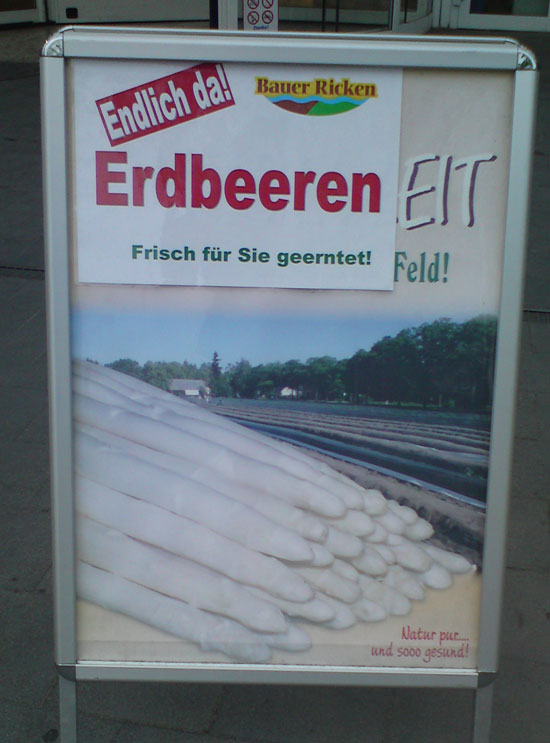 Endlich da!
Bauer Ricken
Erdbeeren
EIT
Frisch für Sie geerntet!
Feld!
Natur pur....
und sooo gesund!